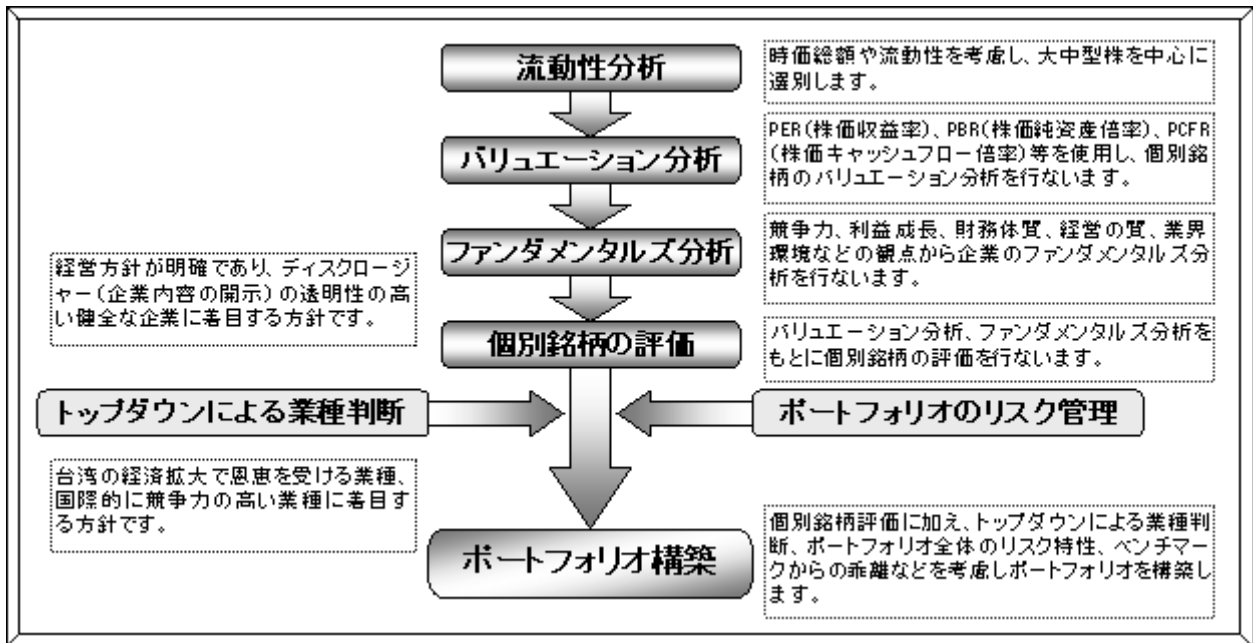 流動性分析
時価総額や流動性を考慮し、大中型株を中心に
選別します。
バリュエーション分析
PER(株価収益率)、PBR(株価純資産倍率)、PCFR
(株価キャッシュフロー倍率)等を使用し、個別銘
柄のバリュエーション分析を行ないます。
ファンダメンタルズ分析
競争力、利益成長、財務体質、経営の質、業界
環境などの観点から企業のファンダメンタルズ分
析を行ないます。
経営方針が明確であり、ディスクロージ
ャー(企業内容の開示)の透明性の高
い健全な企業に着目する方針です。
個別銘柄の評価
バリュエーション分析、ファンダメンタルズ分析を
もとに個別銘柄の評価を行ないます。
トップダウンによる業種判断
ポートフォリオのリスク管理
台湾の経済拡大で恩恵を受ける業種、
国際的に競争力の高い業種に着目す
る方針です。
ポートフォリオ構築
個別銘柄評価に加え、トップダウンによる業種判
断、ポートフォリオ全体のリスク特性、ベンチマー
クからの乖離などを考慮しポートフォリオを構築し
ます。